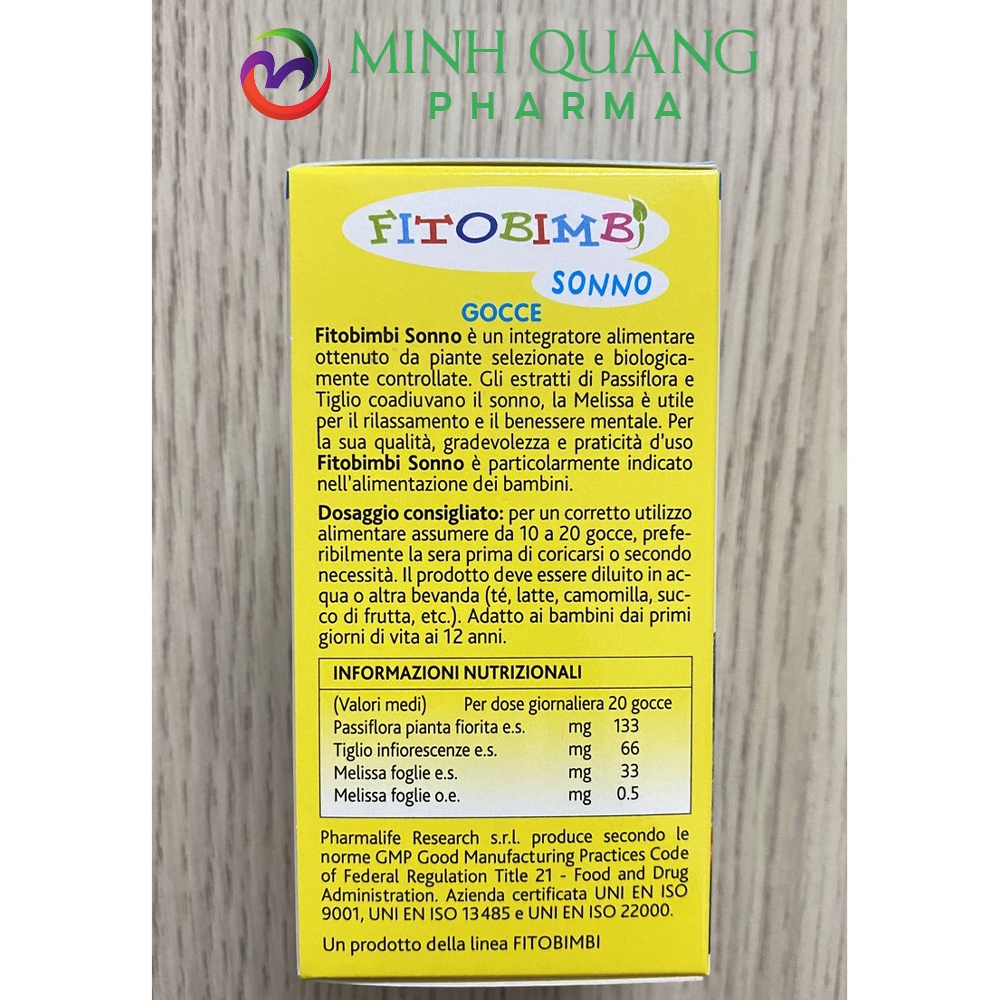 MINH QUANG
PHARMA
FITOBIMBi
SONNO
GOCCE
Fitobimbi Sonno è un integratore alimentare
ottenuto da piante selezionate e biologica-
mente controllate. Gli estratti di Passiflora e
Tiglio coadiuvano il sonno, la Melissa è utile
per il rilassamento e il benessere mentale. Per
la sua qualità, gradevolezza e praticità d'uso
Fitobimbi Sonno è particolarmente indicato
nell'alimentazione dei bambini.
Dosaggio consigliato: per un corretto utilizzo
alimentare assumere da 10 a 20 gocce, prefe-
ribilmente la sera prima di coricarsi o secondo
necessità. Il prodotto deve essere diluito in ac-
qua o altra bevanda (té, latte, camomilla, suc-
co di frutta, etc.). Adatto ai bambini dai primi
giorni di vita ai 12 anni.
INFORMAZIONI NUTRIZIONALI
(Valori medi) Per dose giornaliera 20 gocce
Passiflora pianta fiorita e.s. mg 133
Tiglio infiorescenze e.s. mg 66
Melissa foglie e.s. mg 33
Melissa foglie o.e. mg 0.5
Pharmalife Research s.r.l. produce secondo le
norme GMP Good Manufacturing Practices Code
of Federal Regulation Title 21 - Food and Drug
Administration. Azienda certificata UNI EN ISO
9001, UNI EN ISO 13485 e UNI EN ISO 22000.
Un prodotto della linea FITOBIMBI